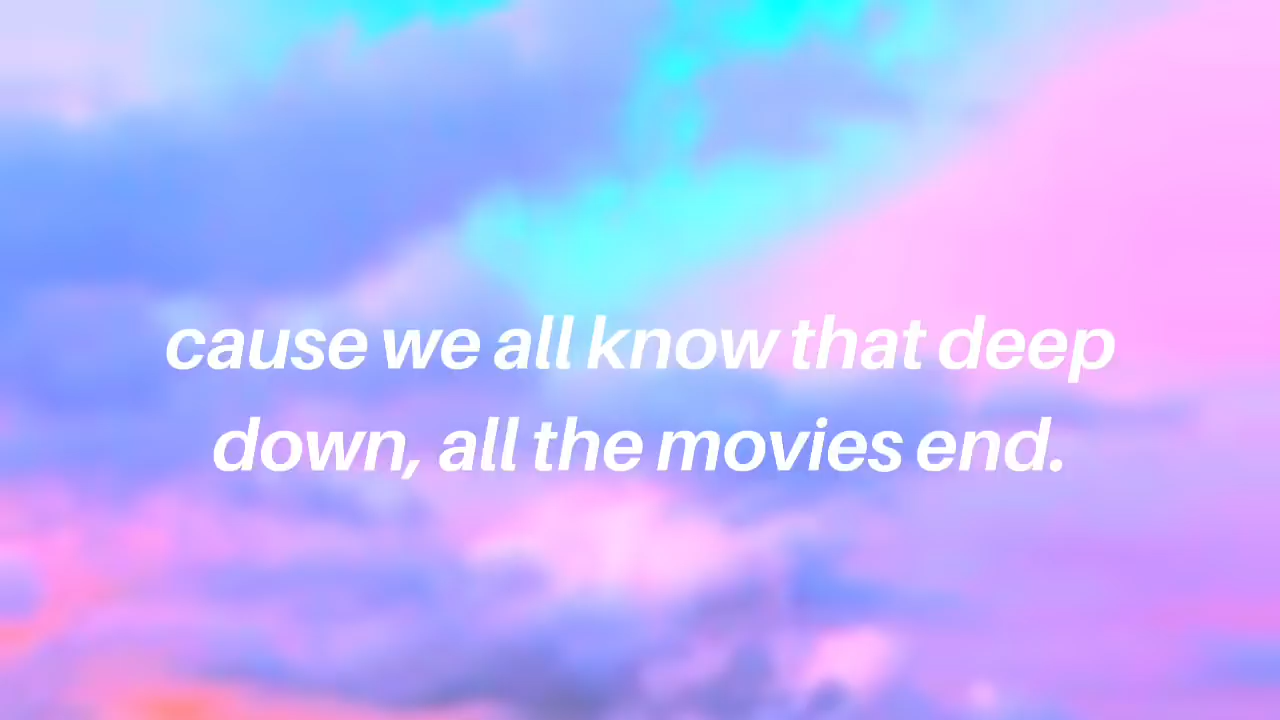 cause we all know that deep
down, all the movies end.